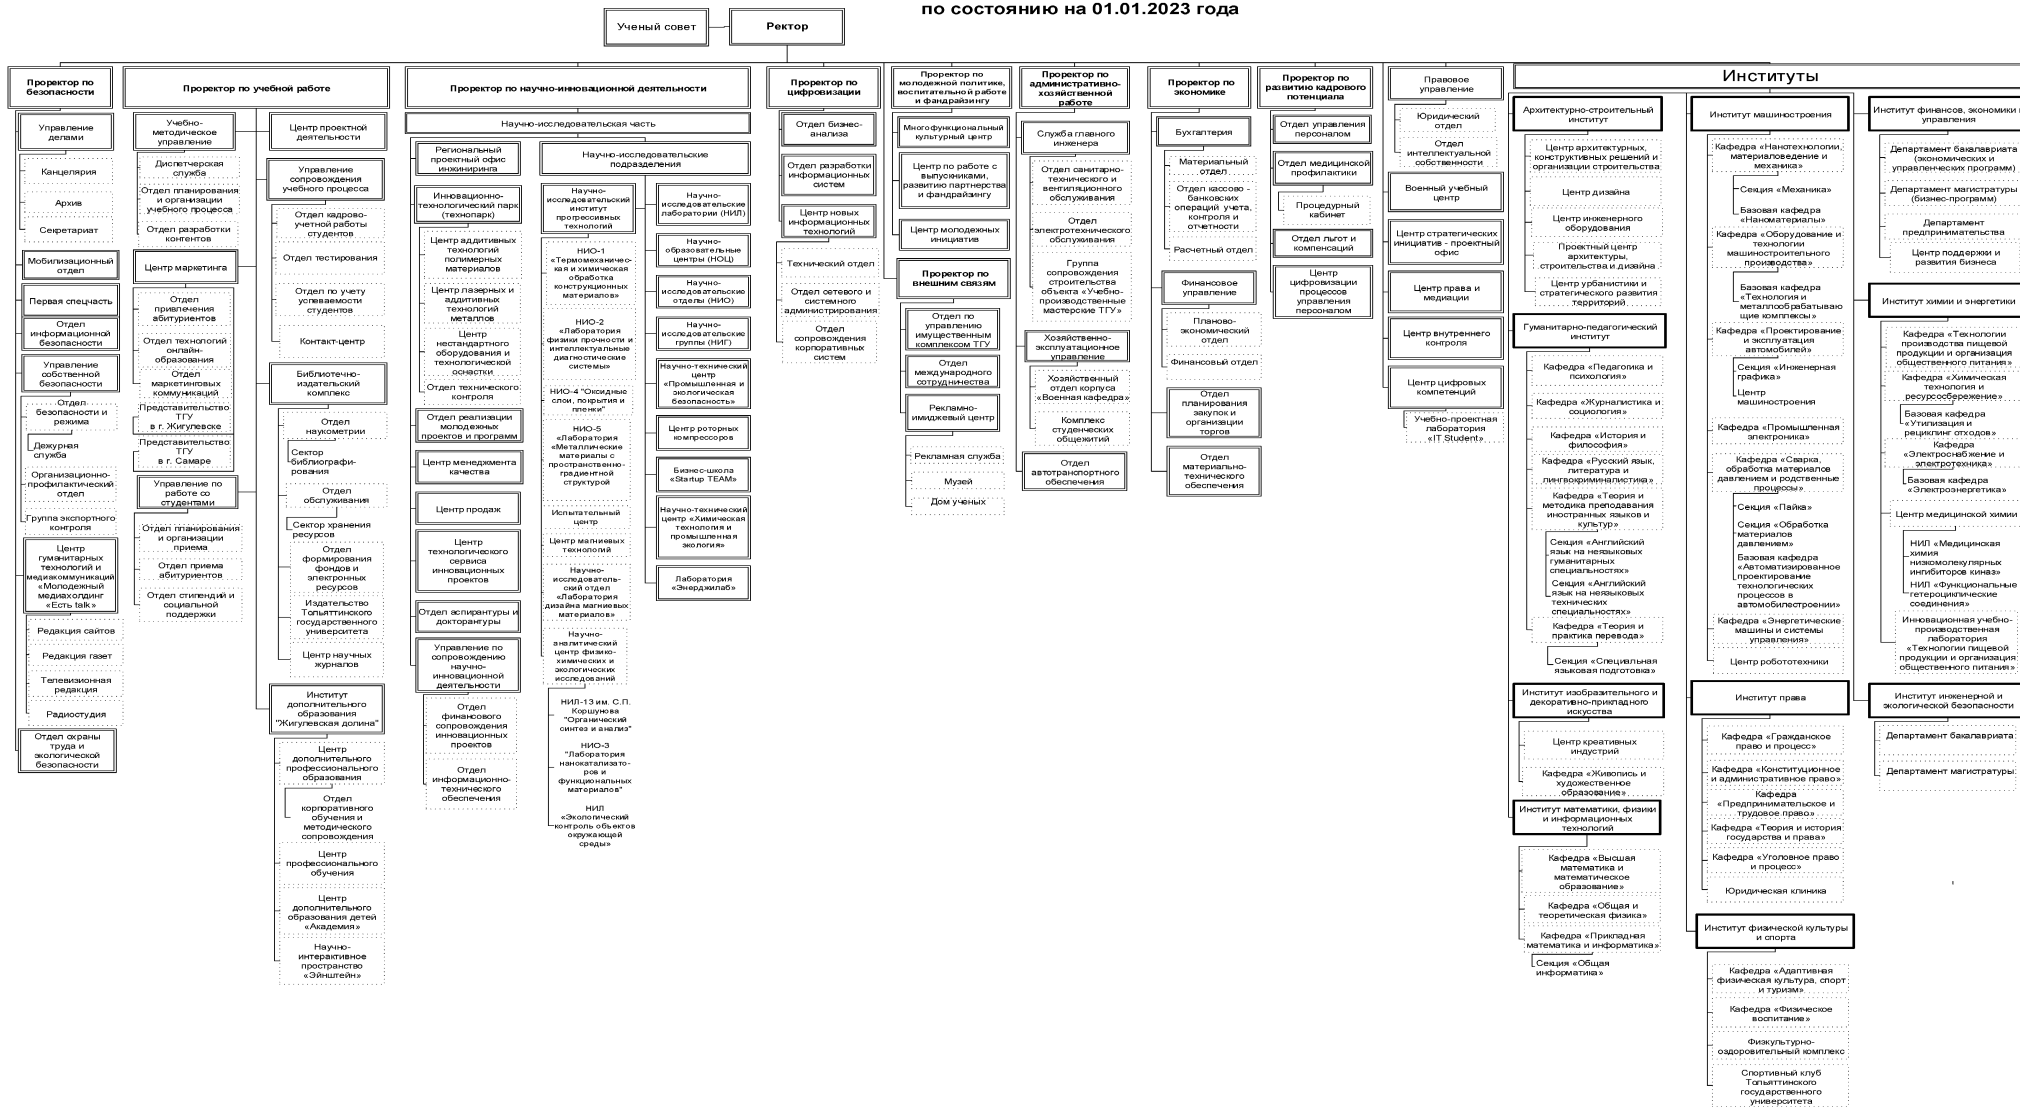 по состоянию на 01.01.2023 года
Ученый совет
Ректор
Проректор по
безопасности
Управление
делами
Канцелярия
Архив
Секретариат
Мобилизационный
отдел
Первая спецчасть
Отдел
информационной
безопасности
Управление
собственной
безопасности
Отдел
безопасности и
режима
Дежурная
служба
Организационно-
профилактический
отдел
Группа экспортного
контроля
Центр
гуманитарных
технологий и
медиакоммуникаций
«Молодежный
медиахолдинг
«Есть talk»
Редакция сайтов
Редакция газет
Телевизионная
редакция
Радиостудия
Отдел охраны
труда и
экологической
безопасности
Проректор по учебной работе
Учебно-
методическое
управление
Диспетчерская
служба
Отдел планирования
и организации
учебного процесса
Отдел разработки
контентов
Центр маркетинга
Отдел
привлечения
абитуриентов
Отдел технологий
онлайн-
образования
Отдел
маркетинговых
коммуникаций
Представительство
ТГУ
в г. Жигулевске
Представительство
ТГУ
в г. Самаре
Управление по
работе со
студентами
Отдел планирования
и организации
приема
Отдел приема
абитуриентов
Отдел стипендий и
социальной
поддержки
Центр проектной
деятельности
Управление
сопровождения
учебного процесса
Отдел кадрово-
учетной работы
студентов
Отдел тестирования
Отдел по учету
успеваемости
студентов
Контакт-центр
Библиотечно-
издательский
комплекс
Отдел
наукометрии
Сектор
библиографи-
рования
Отдел
обслуживания
Сектор хранения
ресурсов
Отдел
формирования
фондов и
электронных
ресурсов
Издательство
Тольяттинского
государственного
университета
Центр научных
журналов
Институт
дополнительного
образования
"Жигулевская долина"
Центр
дополнительного
профессионального
образования
Отдел
корпоративного
обучения и
методического
сопровождения
Центр
профессионального
обучения
Центр
дополнительного
образования детей
«Академия»
Научно-
интерактивное
пространство
«Эйнштейн»
Проректор по научно-инновационной деятельности
Научно-исследовательская часть
Региональный
проектный офис
инжиниринга
Инновационно-
технологический парк
(технопарк)
Центр аддитивных
технологий
полимерных
материалов
Центр лазерных и
аддитивных
технологий
металлов
Центр
нестандартного
оборудования и
технологической
оснастки
Отдел технического
контроля
Отдел реализации
молодежных
проектов и программ
Центр менеджмента
качества
Центр продаж
Центр
технологического
сервиса
инновационных
проектов
Отдел аспирантуры и
докторантуры
Управление по
сопровождению
научно-
инновационной
деятельности
Отдел
финансового
сопровождения
инновационных
проектов
Отдел
информационно-
технического
обеспечения
Научно-исследовательские
подразделения
Научно-
исследовательский
институт
прогрессивных
технологий
НИО-1
«Термомеханичес-
кая и химическая
обработка
конструкционных
материалов»
НИО-2
«Лаборатория
физики прочности и
интеллектуальные
диагностические
системы»
НИО-4 "Оксидные
слои, покрытия и
пленки"
НИО-5
«Лаборатория
«Металлические
материалы с
пространственно-
градиентной
структурой
Испытательный
центр
Центр магниевых
технологий
Научно-
исследователь-
ский отдел
«Лаборатория
дизайна магниевых
материалов»
Научно-
аналитический
центр физико-
химических и
экологических
исследований
НИЛ-13 им. С.П.
Коршунова
"Органический
синтез и анализ"
НИО-3
"Лаборатория
нанокатализато-
ров и
функциональных
материалов"
НИЛ
«Экологический
контроль объектов
окружающей
среды»
Научно-
исследовательские
лаборатории (НИЛ)
Научно-
образовательные
центры (НОЦ)
Научно-
исследовательские
отделы (НИО)
Научно-
исследовательские
группы (НИГ)
Научно-технический
центр
«Промышленная и
экологическая
безопасность»
Центр роторных
компрессоров
Бизнес-школа
«Startup TEAM»
Научно-технический
центр «Химическая
технология и
промышленная
экология»
Лаборатория
«Энерджилаб»
Проректор по
цифровизации
Отдел бизнес-
анализа
Отдел разработки
информационных
систем
Центр новых
информационных
технологий
Технический отдел
Отдел сетевого и
системного
администрирования
Отдел
сопровождения
корпоративных
систем
Проректор по
молодежной политике,
воспитательной работе
и фандрайзингу
Многофункциональный
культурный центр
Центр по работе с
выпускниками,
развитию партнерства
и фандрайзингу
Центр молодежных
инициатив
Проректор по
внешним связям
Отдел по
управлению
имущественным
комплексом ТГУ
Отдел
международного
сотрудничества
Рекламно-
имиджевый центр
Рекламная служба
Музей
Дом ученых
Проректор по
административно-
хозяйственной
работе
Служба главного
инженера
Отдел санитарно-
технического и
вентиляционного
обслуживания
Отдел
электротехнического
обслуживания
Группа
сопровождения
строительства
объекта «Учебно-
производственные
мастерские ТГУ»
Хозяйственно-
эксплуатационное
управление
Хозяйственный
отдел корпуса
«Военная кафедра»
Комплекс
студенческих
общежитий
Отдел
автотранспортного
обеспечения
Проректор по
экономике
Бухгалтерия
Материальный
отдел
Отдел кассово -
банковских
операций учета,
контроля и
отчетности
Расчетный отдел
Финансовое
управление
Планово-
экономический
отдел
Финансовый отдел
Отдел
планирования
закупок и
организации
торгов
Отдел
материально-
технического
обеспечения
Проректор по
развитию кадрового
потенциала
Отдел управления
персоналом
Отдел медицинской
профилактики
Процедурный
кабинет
Отдел льгот и
компенсаций
Центр
цифровизации
процессов
управления
персоналом
Правовое
управление
Юридический
отдел
Отдел
интеллектуальной
собственности
Военный учебный
центр
Центр стратегических
инициатив - проектный
офис
Центр права и
медиации
Центр внутреннего
контроля
Центр цифровых
компетенций
Учебно-проектная
лаборатория
«IT Student»
Институты
Архитектурно-строительный
институт
Центр архитектурных,
конструктивных решений и
организации строительства
Центр дизайна
Центр инженерного
оборудования
Проектный центр
архитектуры,
строительства и дизайна
Центр урбанистики и
стратегического развития
территорий
Гуманитарно-педагогический
институт
Кафедра «Педагогика и
психология»
Кафедра «Журналистика и
социология»
Кафедра «История и
философия»
Кафедра «Русский язык,
литература и
лингвокриминалистика»
Кафедра «Теория и
методика преподавания
иностранных языков и
культур»
Секция «Английский
язык на неязыковых
гуманитарных
специальностях»
Секция «Английский
язык на неязыковых
технических
специальностях»
Кафедра «Теория и
практика перевода»
Секция «Специальная
языковая подготовка»
Институт изобразительного и
декоративно-прикладного
искусства
Центр креативных
индустрий
Кафедра «Живопись и
художественное
образование»
Институт математики, физики
и информационных
технологий
Кафедра «Высшая
математика и
математическое
образование»
Кафедра «Общая и
теоретическая физика»
Кафедра «Прикладная
математика и информатика»
Секция «Общая
информатика»
Институт машиностроения
Кафедра «Нанотехнологии,
материаловедение и
механика»
Секция «Механика»
Базовая кафедра
«Наноматериалы»
Кафедра «Оборудование и
технологии
машиностроительного
производства»
Базовая кафедра
«Технология и
металлообрабатываю
щие комплексы»
Кафедра «Проектирование
и эксплуатация
автомобилей»
Секция «Инженерная
графика»
Центр
машиностроения
Кафедра «Промышленная
электроника»
Кафедра «Сварка,
обработка материалов
давлением и родственные
процессы»
Секция «Пайка»
Секция «Обработка
материалов
давлением»
Базовая кафедра
«Автоматизированное
проектирование
технологических
процессов в
автомобилестроении»
Кафедра «Энергетические
машины и системы
управления»
Центр робототехники
Институт права
Кафедра «Гражданское
право и процесс»
Кафедра «Конституционное
и административное право»
Кафедра
«Предпринимательское и
трудовое право»
Кафедра «Теория и история
государства и права»
Кафедра «Уголовное право
и процесс»
Юридическая клиника
Институт физической культуры
и спорта
Кафедра «Адаптивная
физическая культура, спорт
и туризм»
Кафедра «Физическое
воспитание»
Физкультурно-
оздоровительный комплекс
Спортивный клуб
Тольяттинского
государственного
университета
Институт финансов, экономики и
управления
Департамент бакалавриата
(экономических и
управленческих программ)
Департамент магистратуры
(бизнес-программ)
Департамент
предпринимательства
Центр поддержки и
развития бизнеса
Институт химии и энергетики
Кафедра «Технологии
производства пищевой
продукции и организация
общественного питания»
Кафедра «Химическая
технология и
ресурсосбережение»
Базовая кафедра
«Утилизация и
рециклинг отходов»
Кафедра
«Электроснабжение и
электротехника»
Базовая кафедра
«Электроэнергетика»
Центр медицинской химии
НИЛ «Медицинская
химия
низкомолекулярных
ингибиторов киназ»
НИЛ «Функциональные
гетероциклические
соединения»
Инновационная учебно-
производственная
лаборатория
«Технологии пищевой
продукции и организация
общественного питания»
Институт инженерной и
экологической безопасности
Департамент бакалавриата
Департамент магистратуры